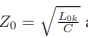 Z₀ = √(L₀ₖ/C)